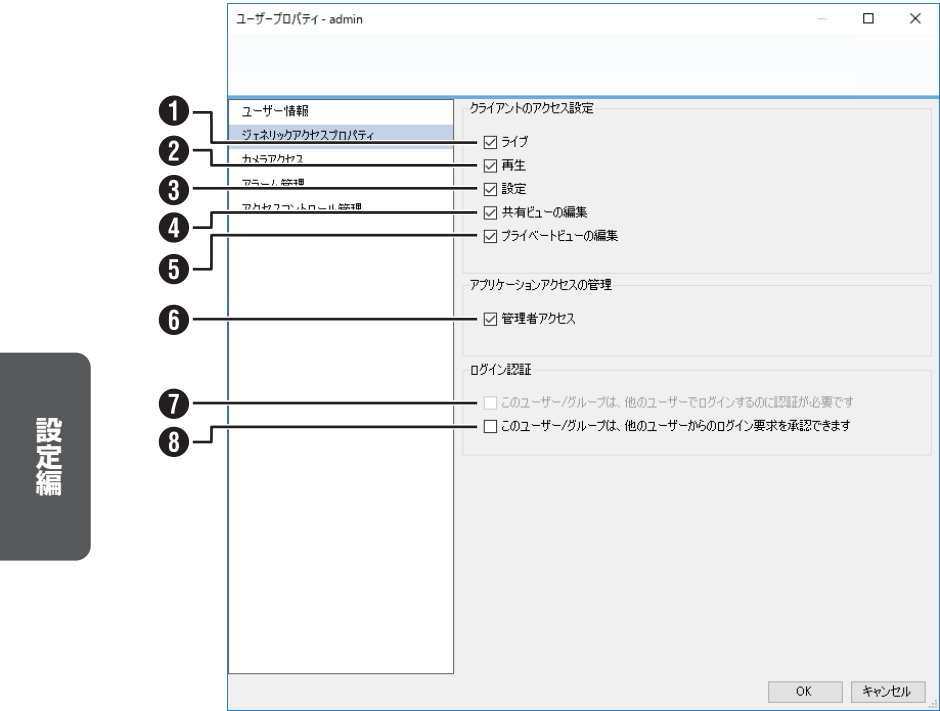 ユーザープロパティ - admin
ユーザー情報
ジェネリックアクセスプロパティ
カメラアクセス
アラーム管理
アクセスコントロール管理
クライアントのアクセス設定
1
ライブ
2
再生
3
設定
4
共有ビューの編集
5
プライベートビューの編集
アプリケーションアクセスの管理
6
管理者アクセス
ログイン認証
7
このユーザー/グループは、他のユーザーでログインするのに認証が必要です
8
このユーザー/グループは、他のユーザーからのログイン要求を承認できます
設定編
OK
キャンセル